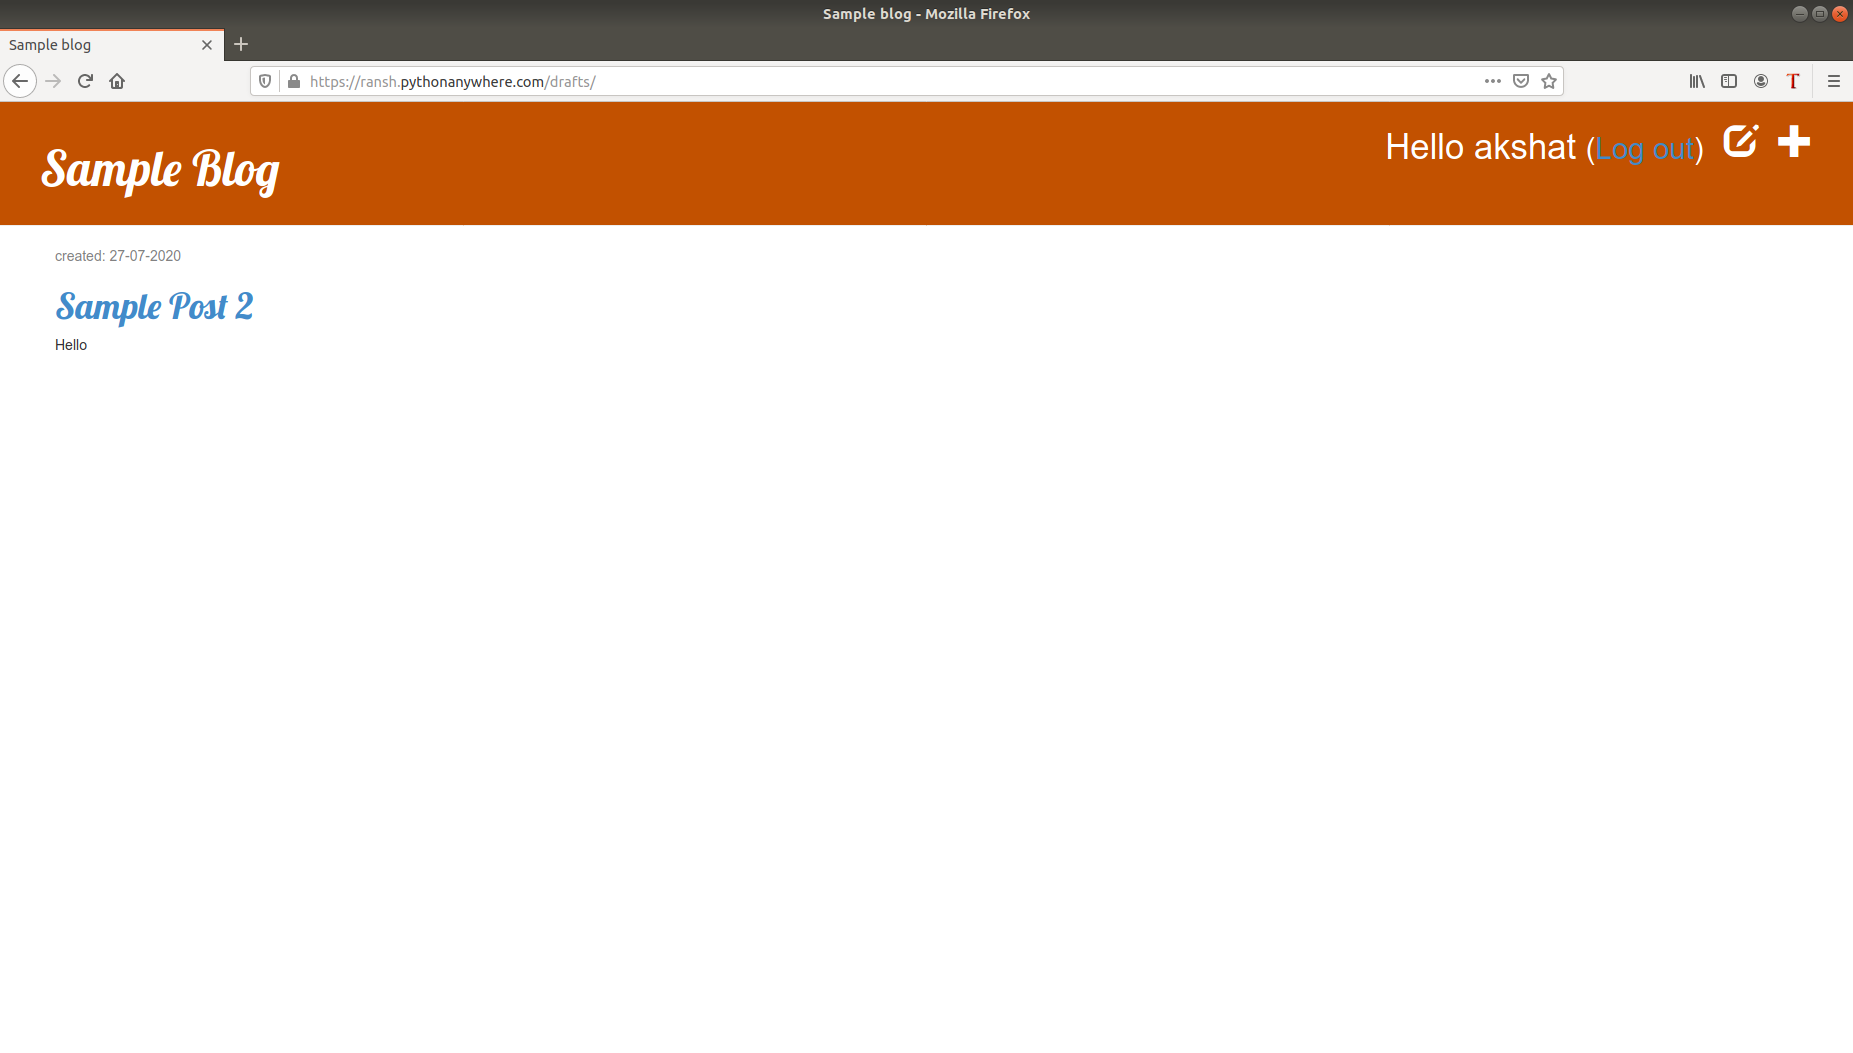 Sample blog - Mozilla Firefox
Sample blog
https://ransh.pythonanywhere.com/drafts/
T
Hello akshat (Log out)
Sample Blog
created: 27-07-2020
Sample Post 2
Hello